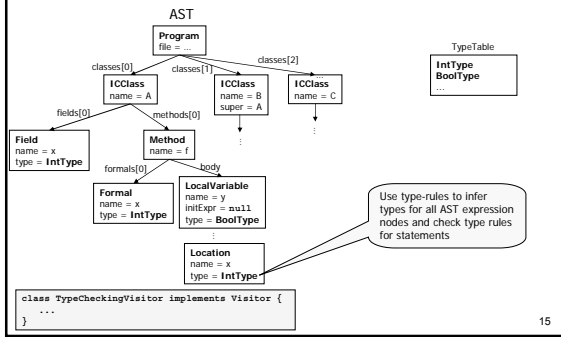 AST
Program
file = ...
classes[0]
classes[1]
classes[2]
ICClass
name = A
ICClass
name = B
super = A
...
ICClass
name = C
TypeTable
IntType
BoolType
...
fields[0]
methods[0]
Field
name = x
type = IntType
Method
name = f
formals[0]
body
Formal
name = x
type = IntType
LocalVariable
name = y
initExpr = null
type = BoolType
Location
name = x
type = IntType
Use type-rules to infer
types for all AST expression
nodes and check type rules
for statements
class TypeCheckingVisitor implements Visitor {
...
}
15